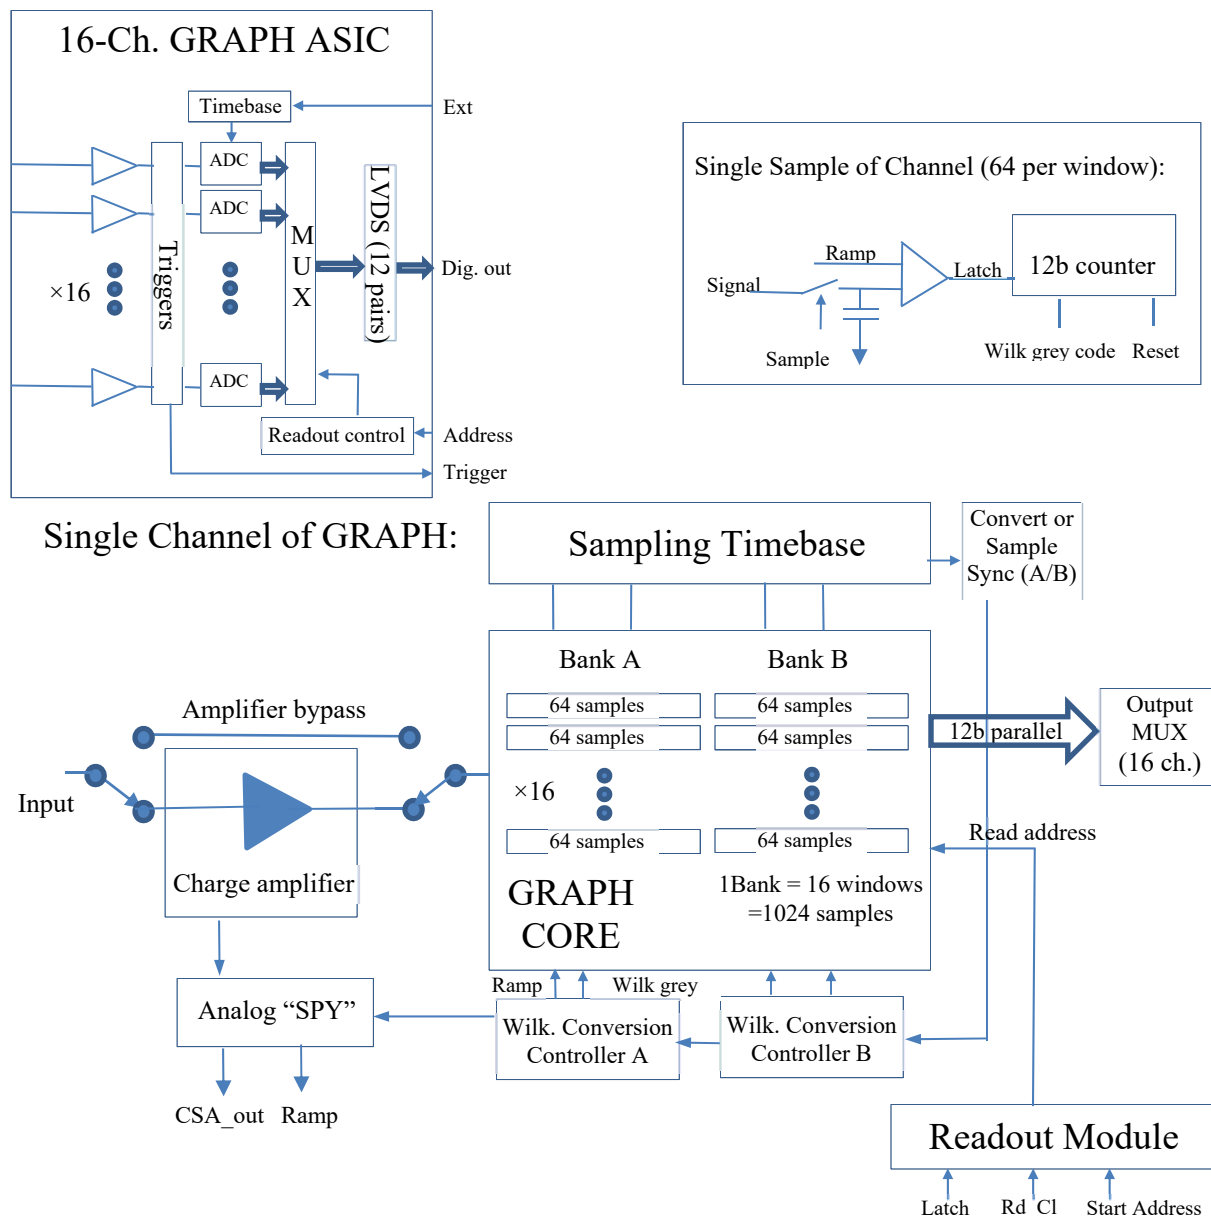 16-Ch. GRAPH ASIC
Timebase
Ext
ADC
ADC
Triggers
×16
MUX
LVDS (12 pairs)
Dig. out
ADC
Readout control
Address
Trigger
Single Sample of Channel (64 per window):
Ramp
Signal
Latch
12b counter
Sample
Wilk grey code
Reset
Single Channel of GRAPH:
Sampling Timebase
Convert or
Sample
Sync (A/B)
Bank A
Bank B
64 samples
64 samples
64 samples
64 samples
×16
64 samples
64 samples
GRAPH
CORE
1Bank = 16 windows
=1024 samples
12b parallel
Output
MUX
(16 ch.)
Amplifier bypass
Input
Charge amplifier
Read address
Analog “SPY”
Ramp
Wilk grey
Wilk. Conversion
Controller A
Wilk. Conversion
Controller B
CSA_out
Ramp
Readout Module
Latch
Rd_Cl
Start Address